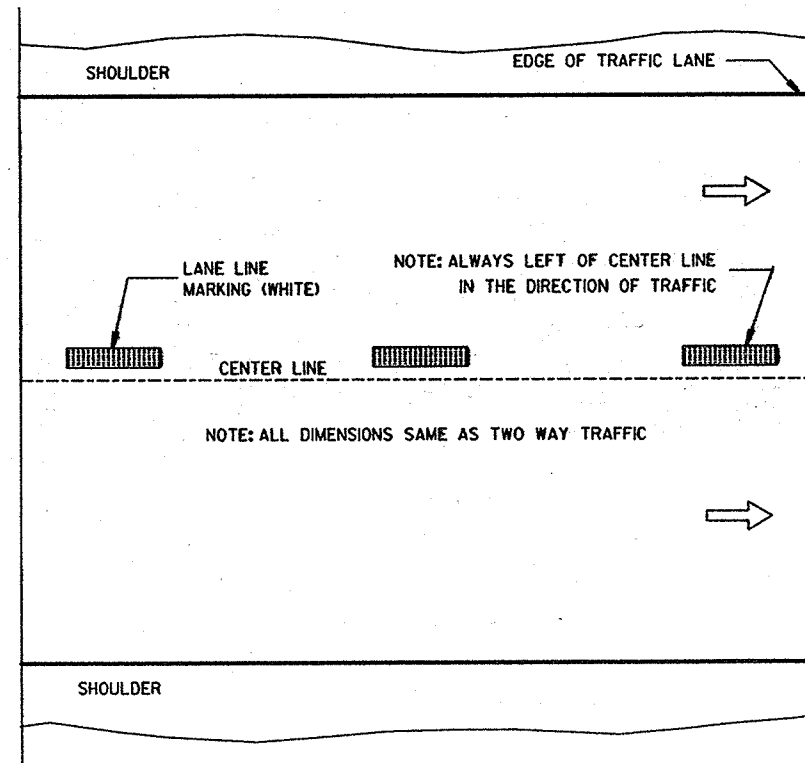 SHOULDER
EDGE OF TRAFFIC LANE
LANE LINE
MARKING (WHITE)
NOTE: ALWAYS LEFT OF CENTER LINE
IN THE DIRECTION OF TRAFFIC
CENTER LINE
NOTE: ALL DIMENSIONS SAME AS TWO WAY TRAFFIC
SHOULDER